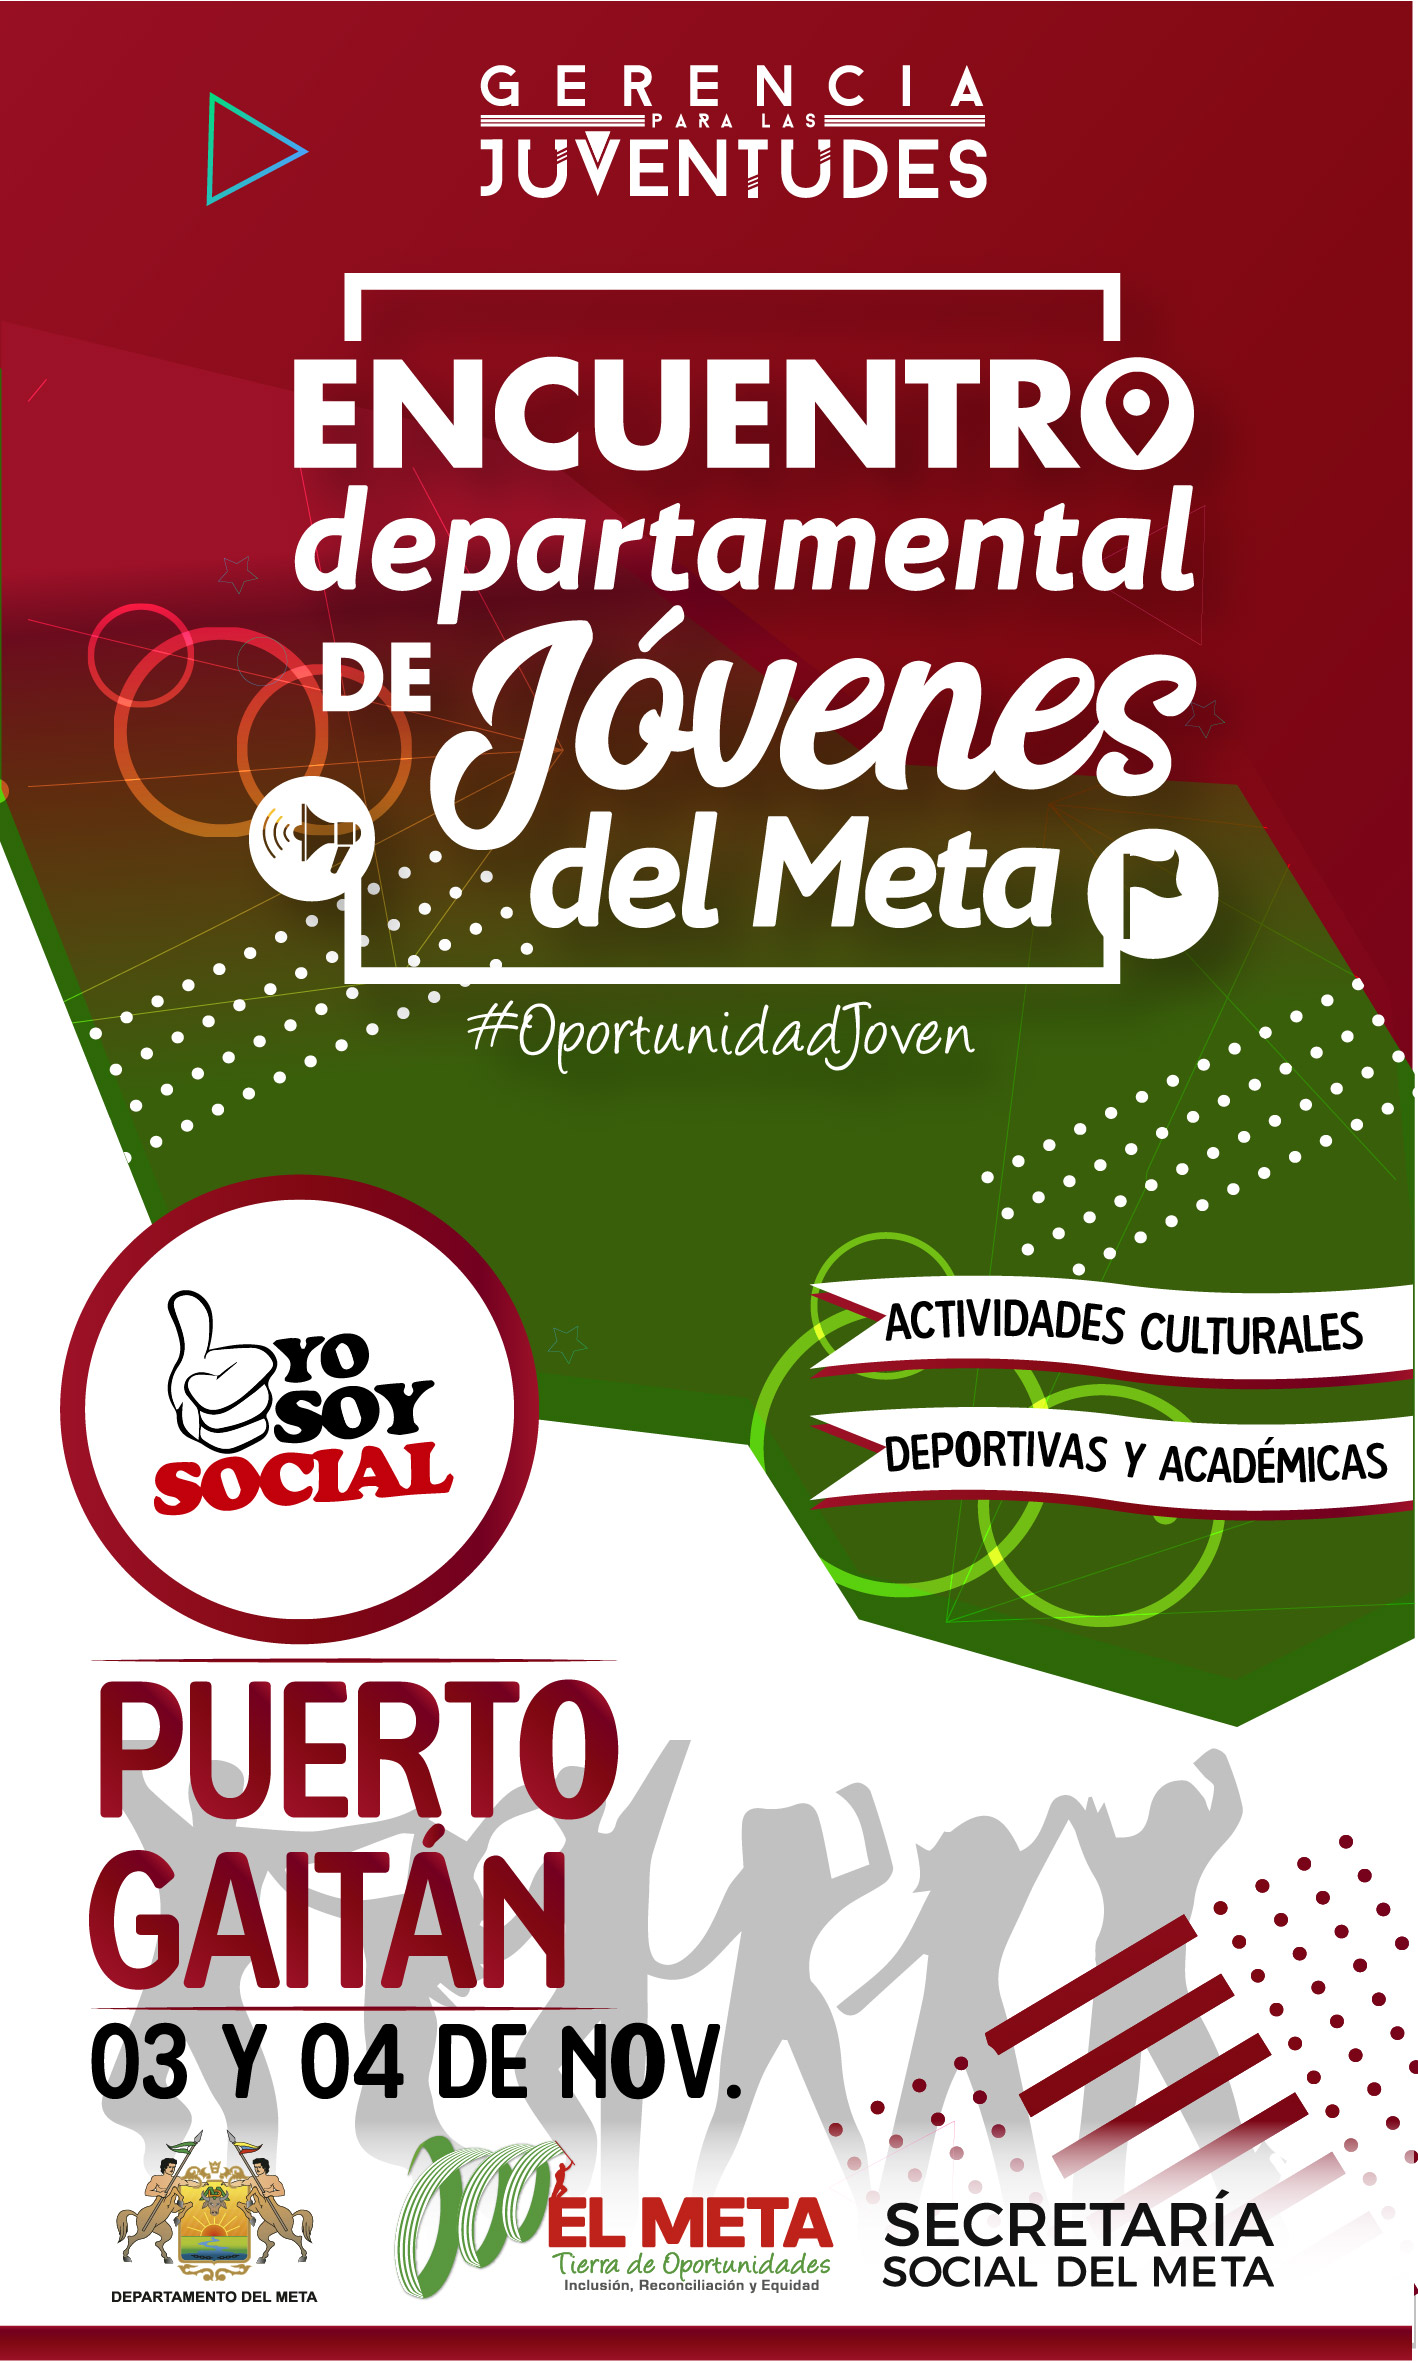 GERENCIA
PARA LAS
JUVENTUDES
ENCUENTRO
departamental
DE Jóvenes
del Meta
#OportunidadJoven
YO
SOY
SOCIAL
ACTIVIDADES CULTURALES
DEPORTIVAS Y ACADÉMICAS
PUERTO
GAITÁN
03 Y 04 DE NOV.
DEPARTAMENTO DEL META
EL META
Tierra de Oportunidades
Inclusión, Reconciliación y Equidad
SECRETARÍA
SOCIAL DEL META